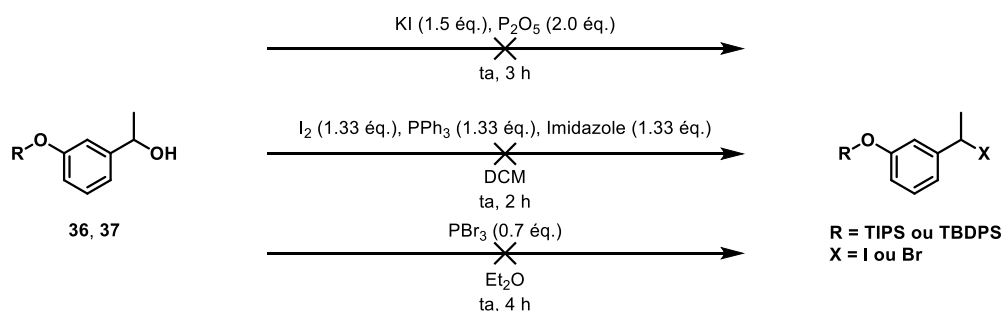 KI (1.5 éq.), P2O5 (2.0 éq.)
ta, 3 h
I2 (1.33 éq.), PPh3 (1.33 éq.), Imidazole (1.33 éq.)
DCM
ta, 2 h
PBr3 (0.7 éq.)
Et2O
ta, 4 h
R O OH
36, 37
R O X
R = TIPS ou TBDPS
X = I ou Br